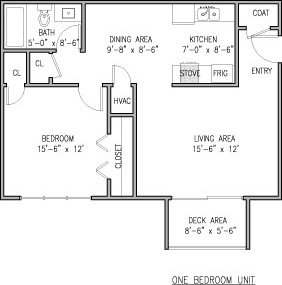 BATH
5'-0" x 8'-6"
DINING AREA
9'-8" x 8'-6"
KITCHEN
7'-0" x 8'-6"
COAT
CL
CL
STOVE
FRIG
ENTRY
HVAC
BEDROOM
15'-6" x 12'
CLOSET
LIVING AREA
15'-6" x 12'
DECK AREA
8'-6" x 5'-6"
ONE BEDROOM UNIT